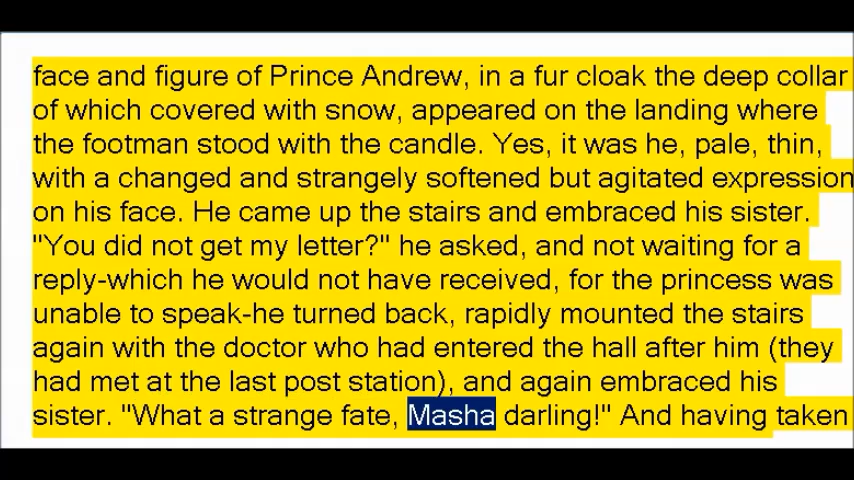 face and figure of Prince Andrew, in a fur cloak the deep collar
of which covered with snow, appeared on the landing where
the footman stood with the candle. Yes, it was he, pale, thin,
with a changed and strangely softened but agitated expression
on his face. He came up the stairs and embraced his sister.
"You did not get my letter?" he asked, and not waiting for a
reply-which he would not have received, for the princess was
unable to speak-he turned back, rapidly mounted the stairs
again with the doctor who had entered the hall after him (they
had met at the last post station), and again embraced his
sister. "What a strange fate, Masha darling!" And having taken